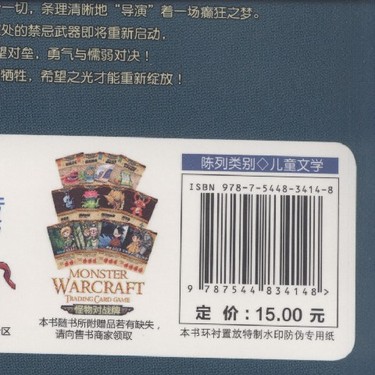 一切，条理清晰地“导演”着一场癫狂之梦。
处的禁忌武器即将重新启动，
望对垒，勇气与懦弱对决！
牺牲，希望之光才能重新绽放！
陈列类别◇儿童文学
ISBN 978-7-5448-3414-8
9 787544 834148 >
定 价：15.00 元
本书环衬置放特制水印防伪专用纸
MONSTER
WARCRAFT
TRADING CARD GAME
怪物对战牌
本书随书所附赠品若有缺失，
请向售书商家领取
区